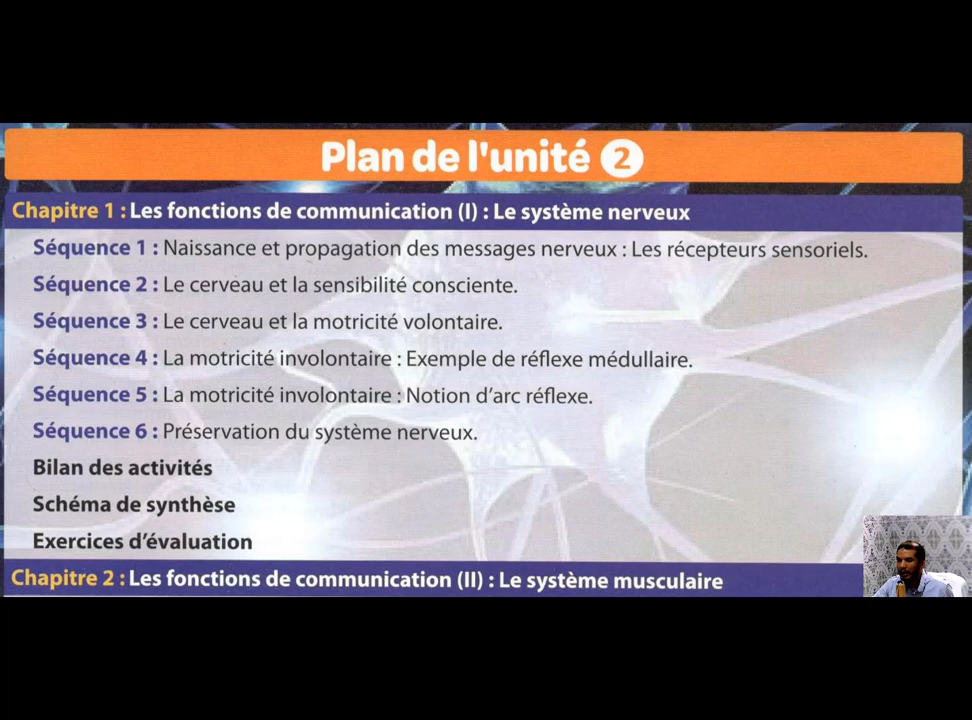 Plan de l'unité 2
Chapitre 1 : Les fonctions de communication (I) : Le système nerveux
Séquence 1 : Naissance et propagation des messages nerveux : Les récepteurs sensoriels.
Séquence 2 : Le cerveau et la sensibilité consciente.
Séquence 3 : Le cerveau et la motricité volontaire.
Séquence 4 : La motricité involontaire : Exemple de réflexe médullaire.
Séquence 5 : La motricité involontaire : Notion d'arc réflexe.
Séquence 6 : Préservation du système nerveux.
Bilan des activités
Schéma de synthèse
Exercices d'évaluation
Chapitre 2 : Les fonctions de communication (II) : Le système musculaire